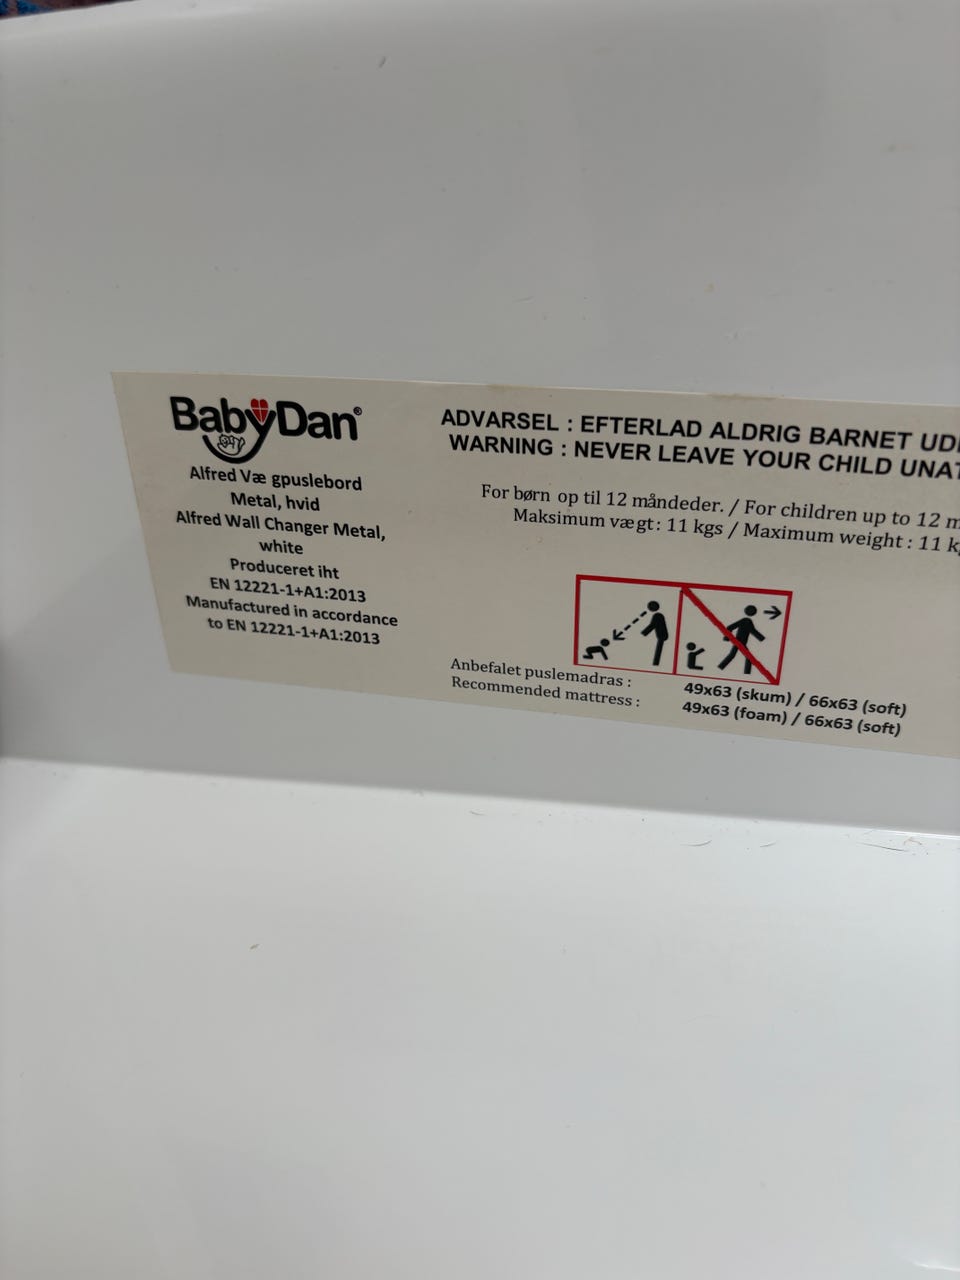 BabyDan®
Alfred Væ gpuslebord
Metal, hvid
Alfred Wall Changer Metal,
white
Produceret iht
EN 12221-1+A1:2013
Manufactured in accordance
to EN 12221-1+A1:2013
ADVARSEL : EFTERLAD ALDRIG BARNET
WARNING : NEVER LEAVE YOUR CHILD
For børn op til 12 måndeder. / For children up to 12
Maksimum vægt: 11 kgs / Maximum weight : 11
Anbefalet puslemadras : 49x63 (skum) / 66x63 (soft)
Recommended mattress : 49x63 (foam) / 66x63 (soft)